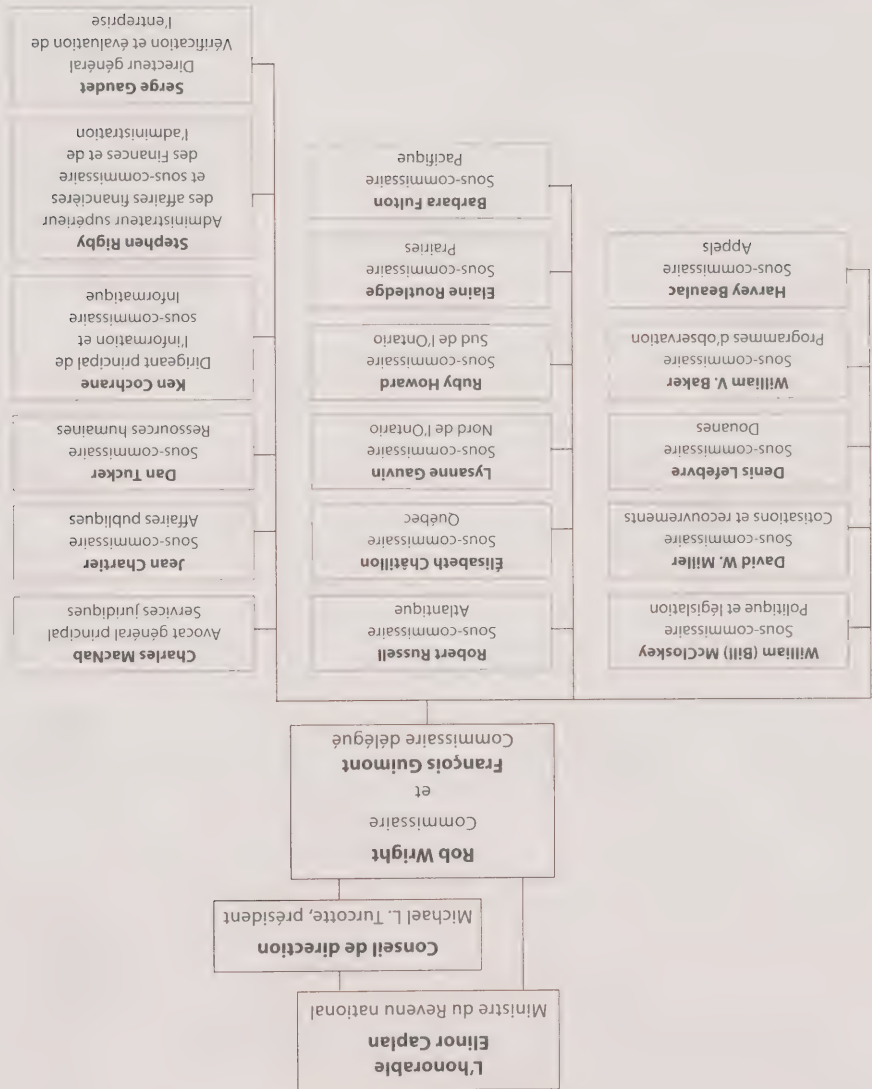 L'honorable
Elinor Caplan
Ministre du Revenu national
Conseil de direction
Michael L. Turcotte, président
Rob Wright
Commissaire
et
François Guimont
Commissaire délégué
William (Bill) McCloskey
Sous-commissaire
Politique et législation
David W. Miller
Sous-commissaire
Cotisations et recouvrements
Denis Lefebvre
Sous-commissaire
Douanes
William V. Baker
Sous-commissaire
Programmes d'observation
Harvey Beaulac
Sous-commissaire
Appels
Robert Russell
Sous-commissaire
Atlantique
Élisabeth Châtillon
Sous-commissaire
Québec
Lysanne Gauvin
Sous-commissaire
Nord de l'Ontario
Ruby Howard
Sous-commissaire
Sud de l'Ontario
Elaine Routledge
Sous-commissaire
Prairies
Barbara Fulton
Sous-commissaire
Pacifique
Charles MacNab
Avocat général principal
Services juridiques
Jean Chartier
Sous-commissaire
Affaires publiques
Dan Tucker
Sous-commissaire
Ressources humaines
Ken Cochrane
Dirigeant principal de
l'information et
sous-commissaire
Informatique
Stephen Rigby
Administrateur supérieur
des affaires financières
et sous-commissaire
des Finances et de
l'administration
Serge Gaudet
Directeur général
Vérification et évaluation de
l'entreprise